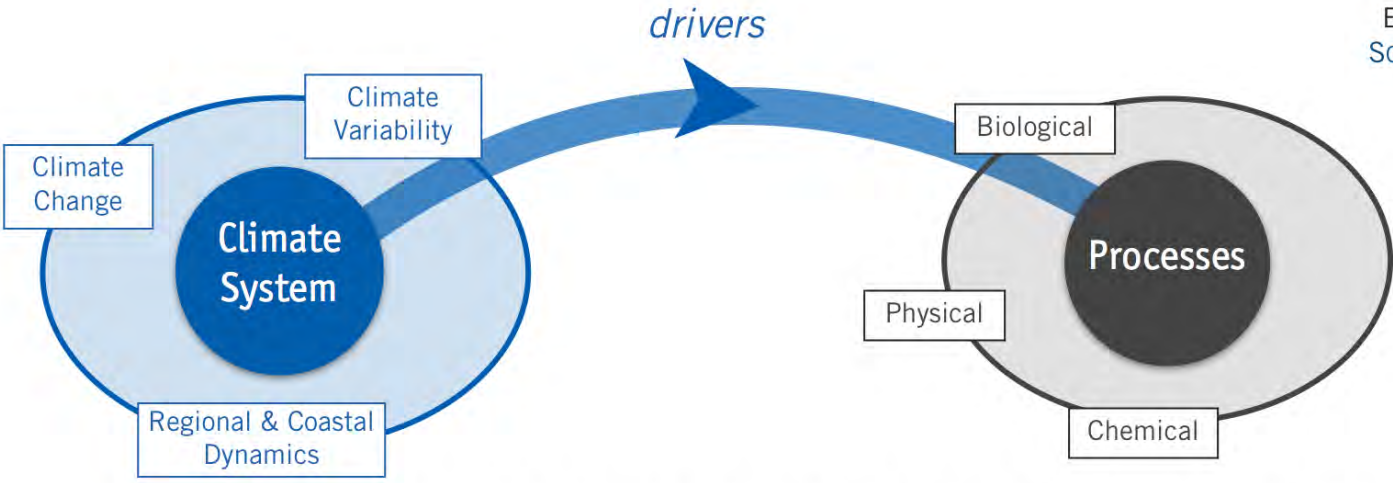 drivers
Climate
Variability
Climate
Change
Climate
System
Regional & Coastal
Dynamics
Biological
Processes
Physical
Chemical